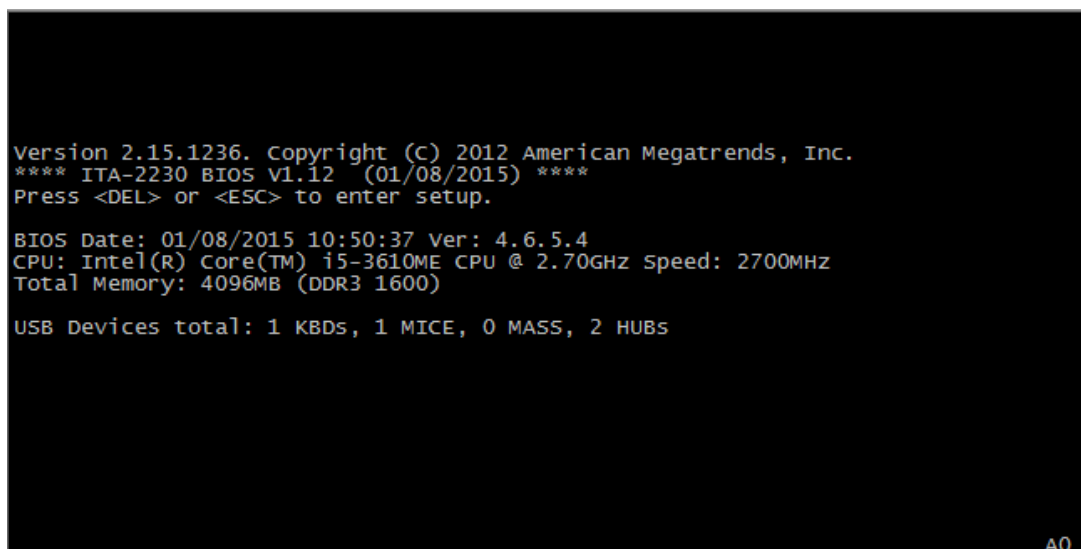 Version 2.15.1236. Copyright (C) 2012 American Megatrends, Inc.
**** ITA-2230 BIOS V1.12  (01/08/2015) ****
Press <DEL> or <ESC> to enter setup.
BIOS Date: 01/08/2015 10:50:37 Ver: 4.6.5.4
CPU: Intel(R) Core(TM) i5-3610ME CPU @ 2.70GHz Speed: 2700MHz
Total Memory: 4096MB (DDR3 1600)
USB Devices total: 1 KBDs, 1 MICE, 0 MASS, 2 HUBs
A0